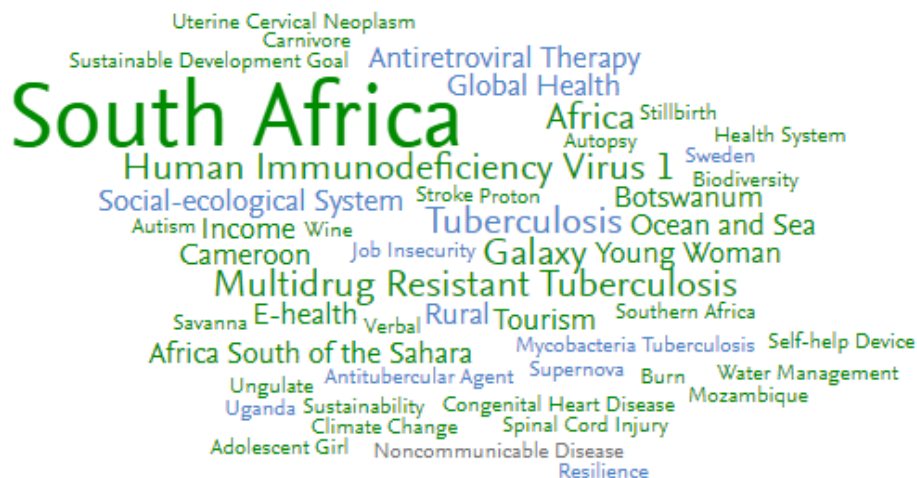 Uterine Cervical Neoplasm
Carnivore
Sustainable Development Goal
Antiretroviral Therapy
Global Health
South Africa
Africa
Stillbirth
Autopsy
Health System
Human Immunodeficiency Virus 1
Sweden
Biodiversity
Social-ecological System
Stroke
Proton
Botswanum
Autism
Income
Wine
Tuberculosis
Ocean and Sea
Cameroon
Job Insecurity
Galaxy
Young Woman
Multidrug Resistant Tuberculosis
Savanna
E-health
Verbal
Rural
Tourism
Southern Africa
Africa South of the Sahara
Mycobacteria Tuberculosis
Self-help Device
Ungulate
Antitubercular Agent
Supernova
Burn
Water Management
Uganda
Sustainability
Congenital Heart Disease
Mozambique
Climate Change
Spinal Cord Injury
Adolescent Girl
Noncommunicable Disease
Resilience